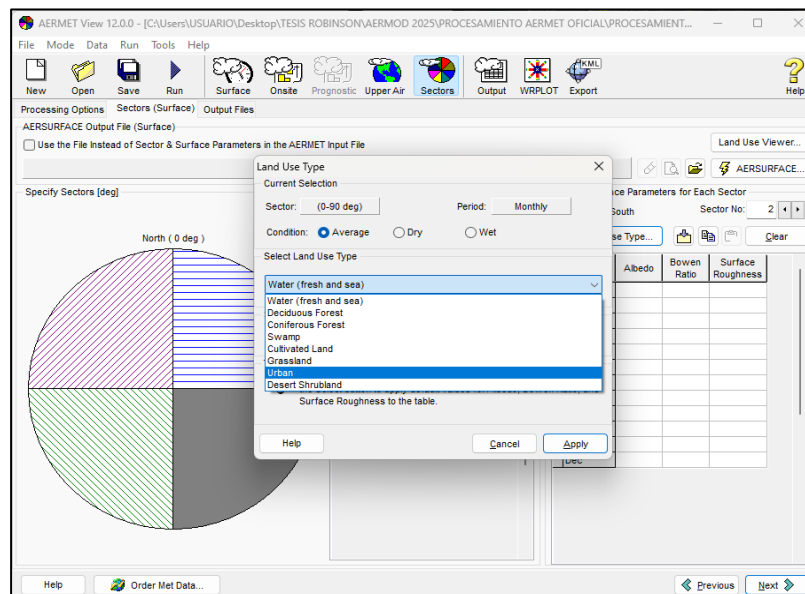 AERMET View 12.0.0 - [C:\Users\USUARIO\Desktop\TESIS ROBINSON\AERMOD 2025\PROCESAMIENTO AERMET OFICIAL\PROCESAMIENT...
File Mode Data Run Tools Help
New Open Save Run Surface Onsite Prognostic Upper Air Sectors Output WRPLOT Export Help
KML
Processing Options Sectors (Surface) Output Files
AERSURFACE Output File (Surface)
Use the File Instead of Sector & Surface Parameters in the AERMET Input File
Land Use Viewer...
AERSURFACE...
Specify Sectors [deg]
North ( 0 deg )
Land Use Type
Current Selection
Sector: (0-90 deg) Period: Monthly
Condition: Average Dry Wet
Select Land Use Type
Water (fresh and sea)
Water (fresh and sea)
Deciduous Forest
Coniferous Forest
Swamp
Cultivated Land
Grassland
Urban
Desert Shrubland
Surface Roughness to the table.
Help Cancel Apply
ce Parameters for Each Sector
South Sector No: 2
se Type... Clear
Albedo Bowen Ratio Surface Roughness
Dec
Help Order Met Data... Previous Next